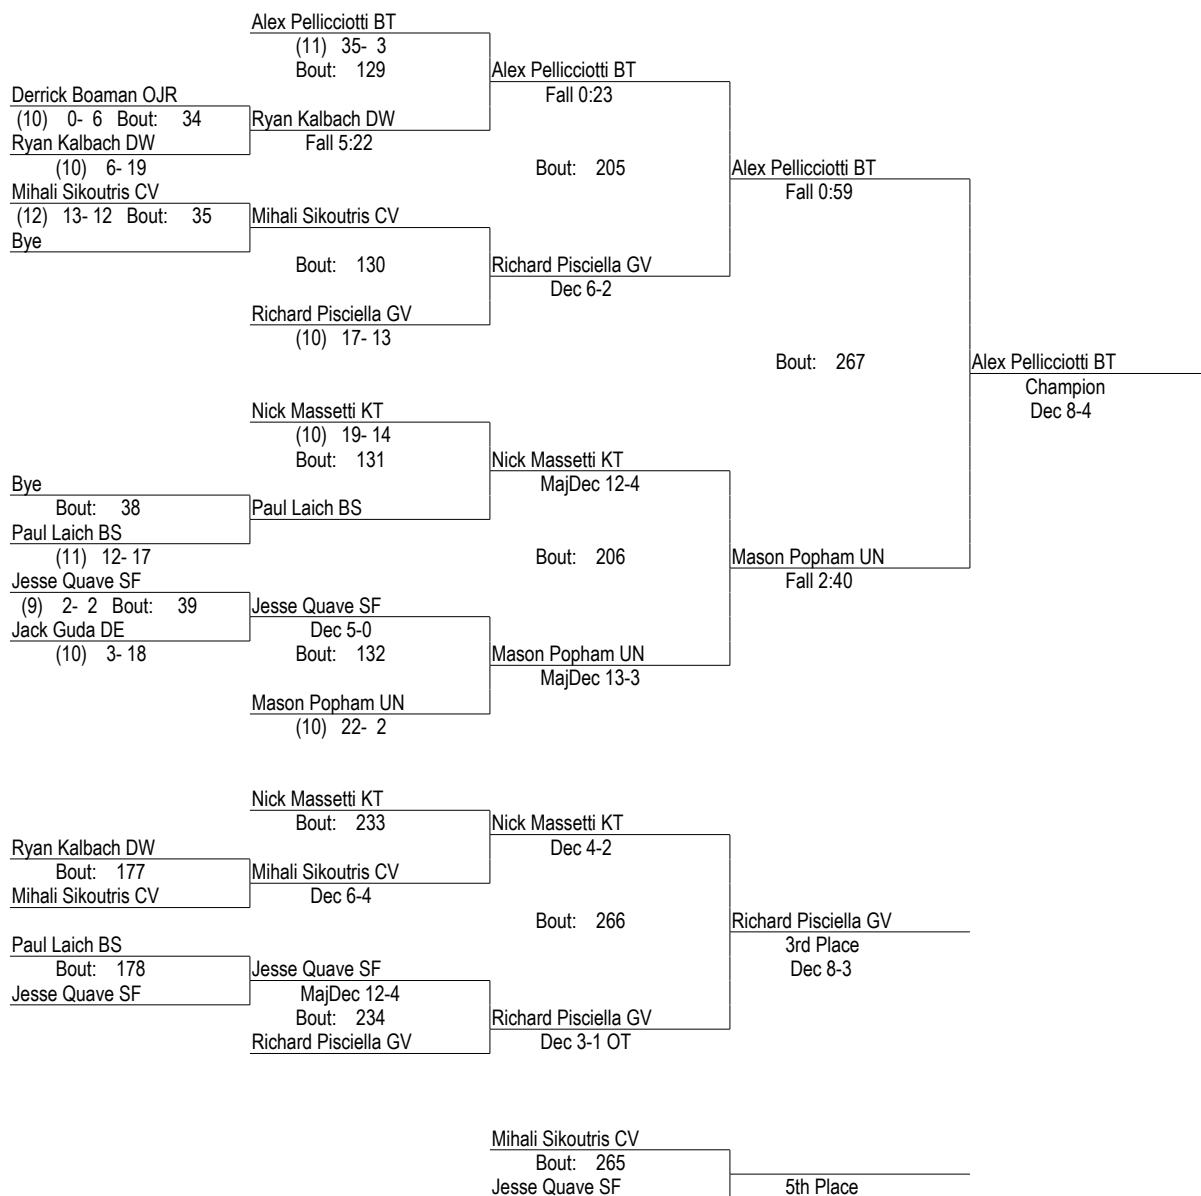 Alex Pellicciotti BT
(11) 35- 3
Bout: 129
Alex Pellicciotti BT
Fall 0:23
Derrick Boaman OJR
(10) 0- 6 Bout: 34
Ryan Kalbach DW
Fall 5:22
Ryan Kalbach DW
(10) 6- 19
Bout: 205
Alex Pellicciotti BT
Fall 0:59
Mihali Sikoutris CV
(12) 13- 12 Bout: 35
Mihali Sikoutris CV
Bye
Bout: 130
Richard Pisciella GV
Dec 6-2
Richard Pisciella GV
(10) 17- 13
Bout: 267
Alex Pellicciotti BT
Champion
Dec 8-4
Nick Massetti KT
(10) 19- 14
Bout: 131
Nick Massetti KT
MajDec 12-4
Bye
Bout: 38
Paul Laich BS
Paul Laich BS
(11) 12- 17
Bout: 206
Mason Popham UN
Fall 2:40
Jesse Quave SF
(9) 2- 2 Bout: 39
Jesse Quave SF
Dec 5-0
Jack Guda DE
(10) 3- 18
Bout: 132
Mason Popham UN
MajDec 13-3
Mason Popham UN
(10) 22- 2
Nick Massetti KT
Bout: 233
Nick Massetti KT
Dec 4-2
Ryan Kalbach DW
Bout: 177
Mihali Sikoutris CV
Mihali Sikoutris CV
Dec 6-4
Bout: 266
Richard Pisciella GV
3rd Place
Dec 8-3
Paul Laich BS
Bout: 178
Jesse Quave SF
Jesse Quave SF
MajDec 12-4
Bout: 234
Richard Pisciella GV
Richard Pisciella GV
Dec 3-1 OT
Mihali Sikoutris CV
Bout: 265
Jesse Quave SF
5th Place